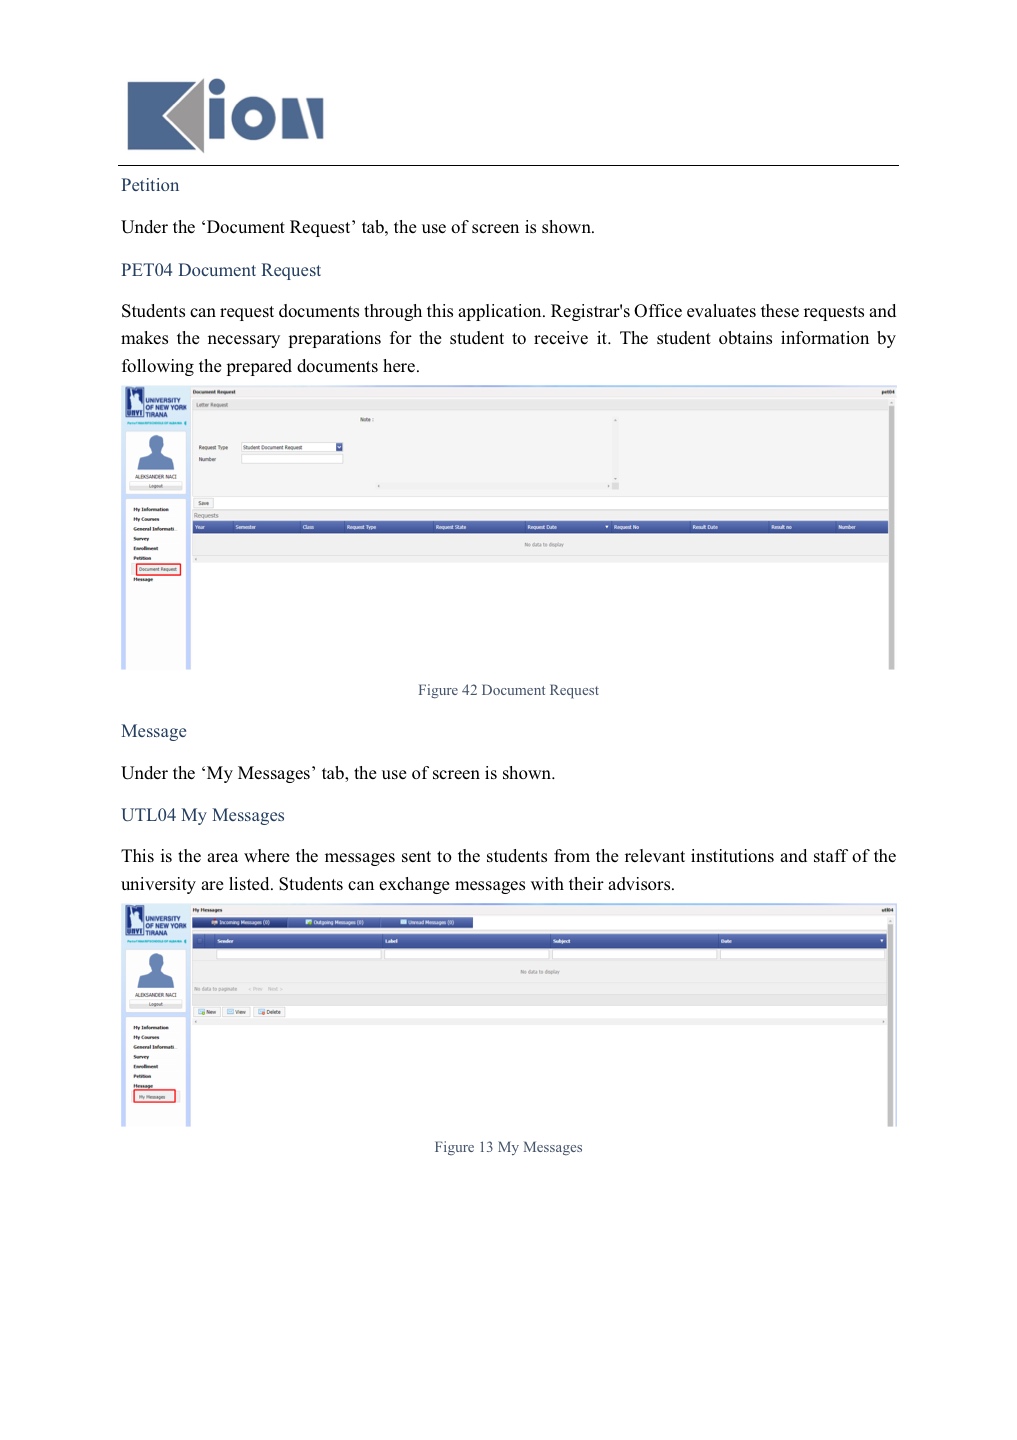 Kion
Petition
Under the ‘Document Request’ tab, the use of screen is shown.
PET04 Document Request
Students can request documents through this application. Registrar's Office evaluates these requests and
makes the necessary preparations for the student to receive it. The student obtains information by
following the prepared documents here.
UNIVERSITY
OF NEW YORK
TIRANA
UNYT
ALEKSANDER NACI
Logout
My Information
My Courses
General Informati..
Survey
Enrollment
Petition
Document Request
Message
Document Request pet04
Letter Request
Note :
Request Type Student Document Request
Number
Save
Requests
Year Semester Class Request Type Request State Request Date Request No Result Date Result no Number
No data to display
Figure 42 Document Request
Message
Under the ‘My Messages’ tab, the use of screen is shown.
UTL04 My Messages
This is the area where the messages sent to the students from the relevant institutions and staff of the
university are listed. Students can exchange messages with their advisors.
UNIVERSITY
OF NEW YORK
TIRANA
UNYT
ALEKSANDER NACI
Logout
My Information
My Courses
General Informati..
Survey
Enrollment
Petition
Message
My Messages
My Messages utl04
Incoming Messages (0) Outgoing Messages (0) Unread Messages (0)
Sender Label Subject Date
No data to display
No data to paginate < Prev Next >
New View Delete
Figure 13 My Messages